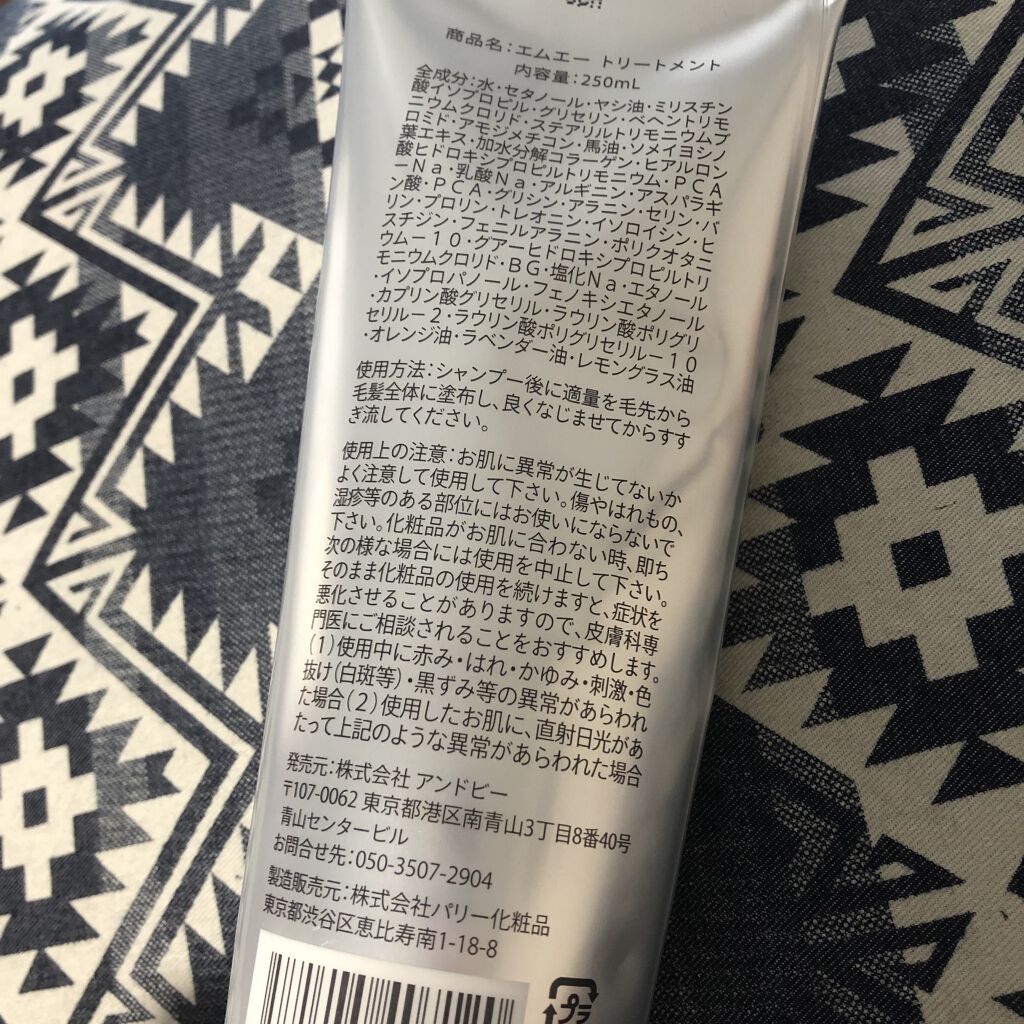 商品名：エムエー トリートメント
内容量：250mL
全成分：水・セタノール・ヤシ油・ミリスチン
酸イソプロピル・グリセリン・ベヘントリモ
ニウムクロリド・ステアリルトリモニウムブ
ロミド・アモジメチコン・馬油・ソメイヨシノ
葉エキス・加水分解コラーゲン・ヒアルロン
酸ヒドロキシプロピルトリモニウム・ＰＣＡ
ーＮａ・乳酸Ｎａ・アルギニン・アスパラギ
ン酸・ＰＣＡ・グリシン・アラニン・セリン・バ
リン・プロリン・トレオニン・イソロイシン・ヒ
スチジン・フェニルアラニン・ポリクオタニ
ウムー１０・グアーヒドロキシプロピルトリ
モニウムクロリド・ＢＧ・塩化Ｎａ・エタノール
・イソプロパノール・フェノキシエタノール
・カプリン酸グリセリル・ラウリン酸ポリグリ
セリルー２・ラウリン酸ポリグリセリルー１０
・オレンジ油・ラベンダー油・レモングラス油
使用方法：シャンプー後に適量を毛先から
毛髪全体に塗布し、良くなじませてからすす
ぎ流してください。
使用上の注意：お肌に異常が生じてないか
よく注意して使用して下さい。傷やはれもの、
湿疹等のある部位にはお使いにならないで
下さい。化粧品がお肌に合わない時、即ち
次の様な場合には使用を中止して下さい。
そのまま化粧品の使用を続けますと、症状を
悪化させることがありますので、皮膚科専
門医にご相談されることをおすすめします。
（1）使用中に赤み・はれ・かゆみ・刺激・色
抜け（白斑等）・黒ずみ等の異常があらわれ
た場合（2）使用したお肌に、直射日光があ
たって上記のような異常があらわれた場合
発売元：株式会社 アンドビー
〒107-0062 東京都港区南青山3丁目8番40号
青山センタービル
お問合せ先：050-3507-2904
製造販売元：株式会社バリー化粧品
東京都渋谷区恵比寿南1-18-8
プラ